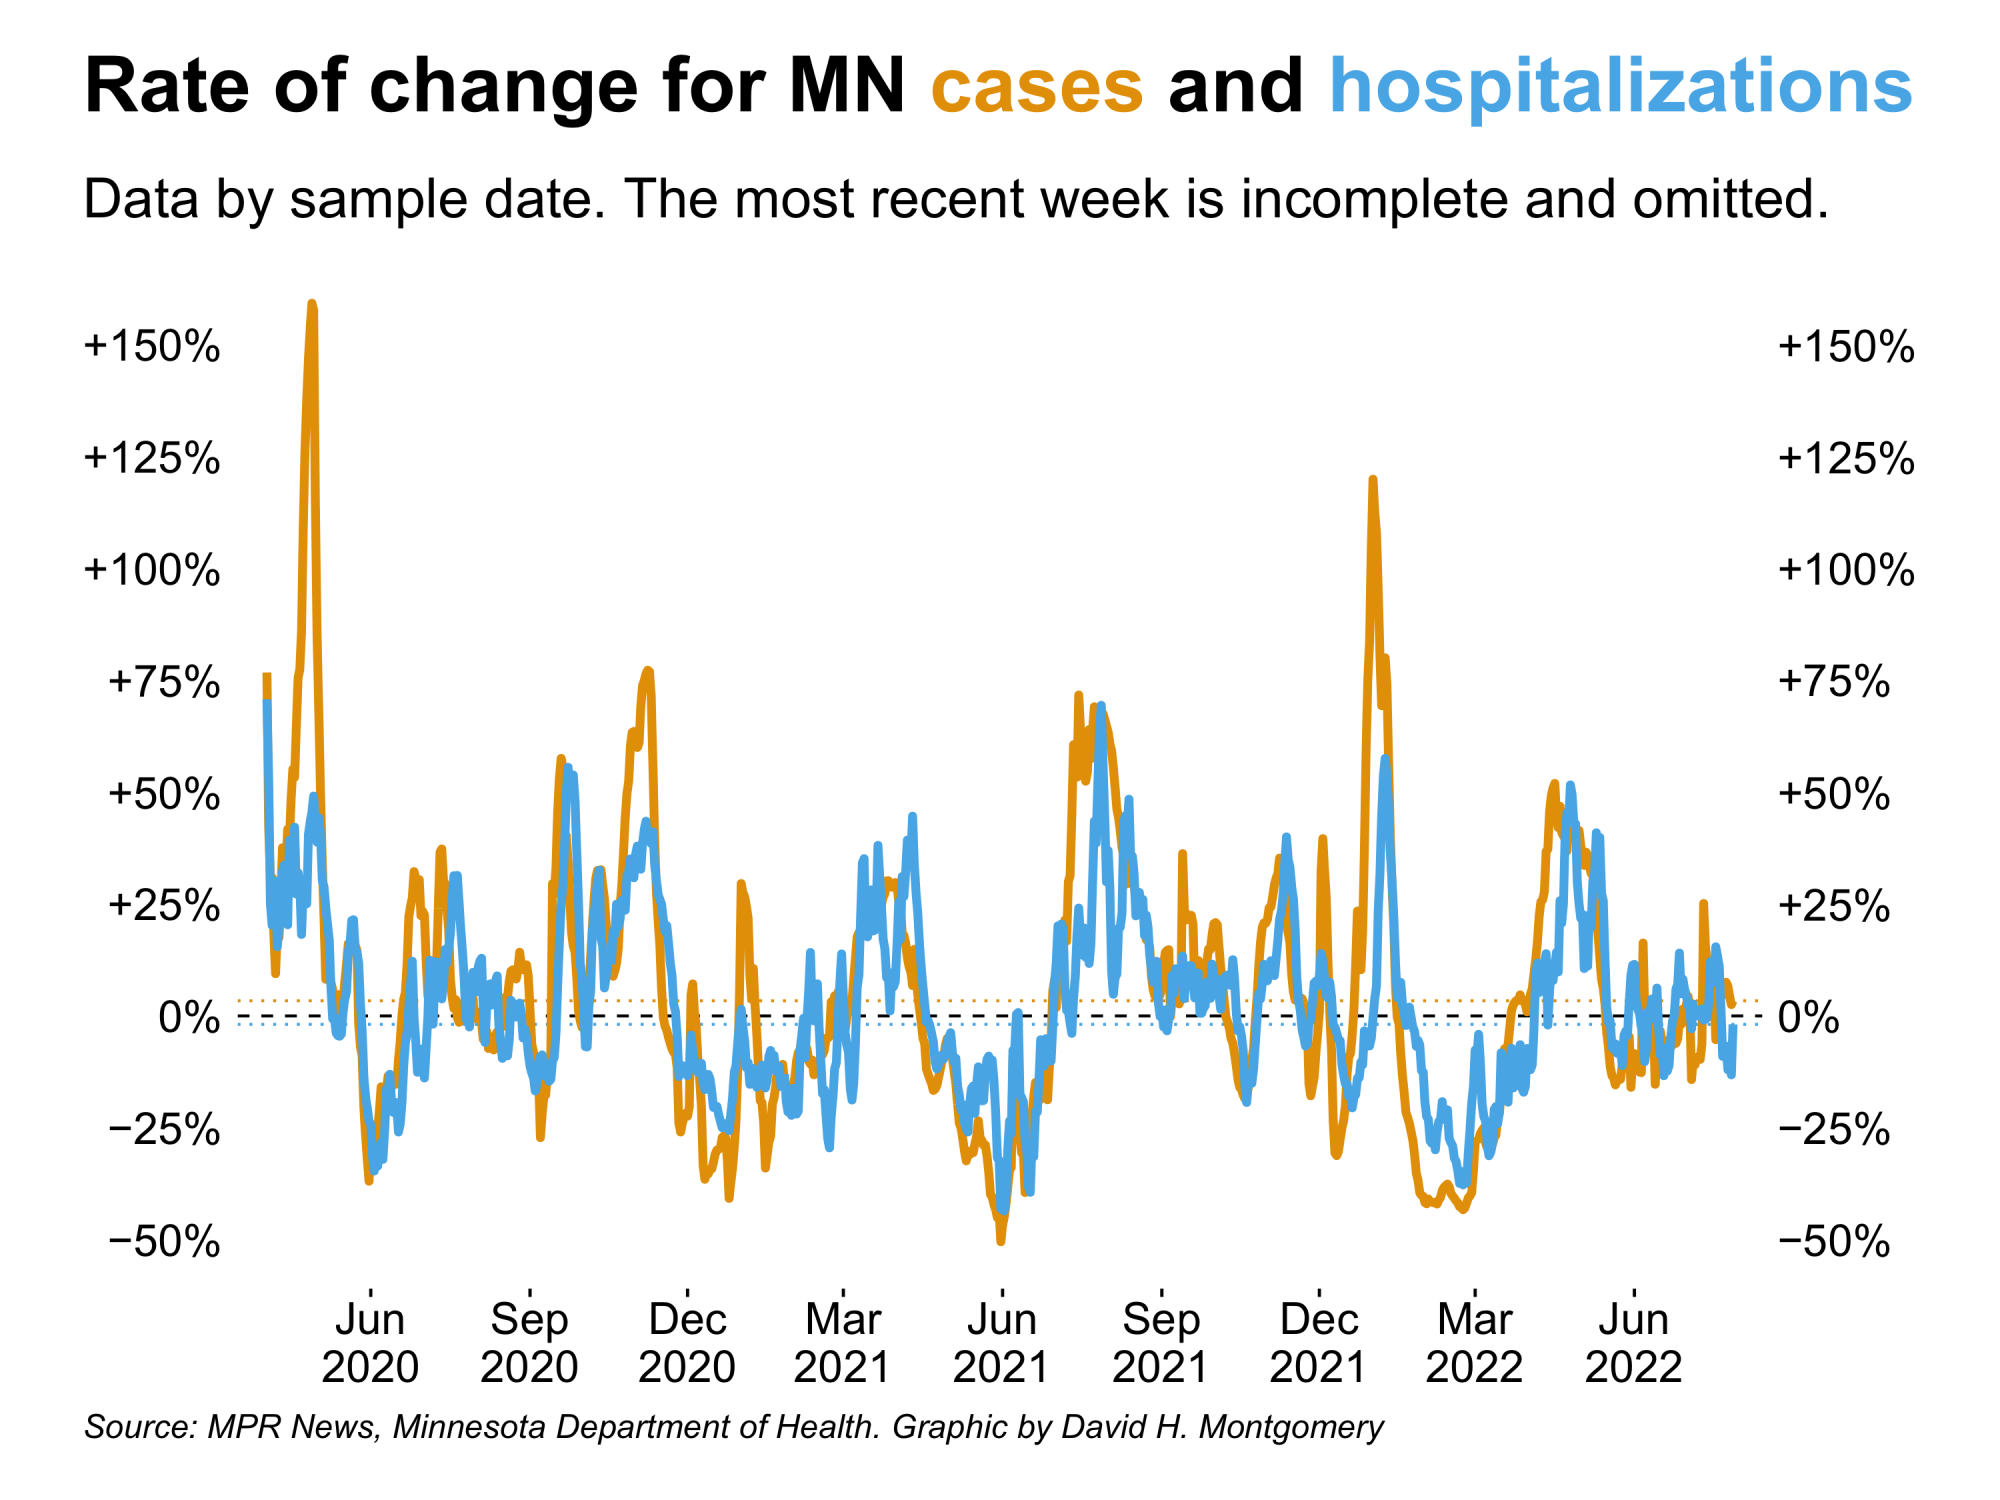 Rate of change for MN cases and hospitalizations
Data by sample date. The most recent week is incomplete and omitted.
+150% +150%
+125% +125%
+100% +100%
+75% +75%
+50% +50%
+25% +25%
0% 0%
−25% −25%
−50% −50%
Jun Sep Dec Mar Jun Sep Dec Mar Jun
2020 2020 2020 2021 2021 2021 2021 2022 2022
Source: MPR News, Minnesota Department of Health. Graphic by David H. Montgomery